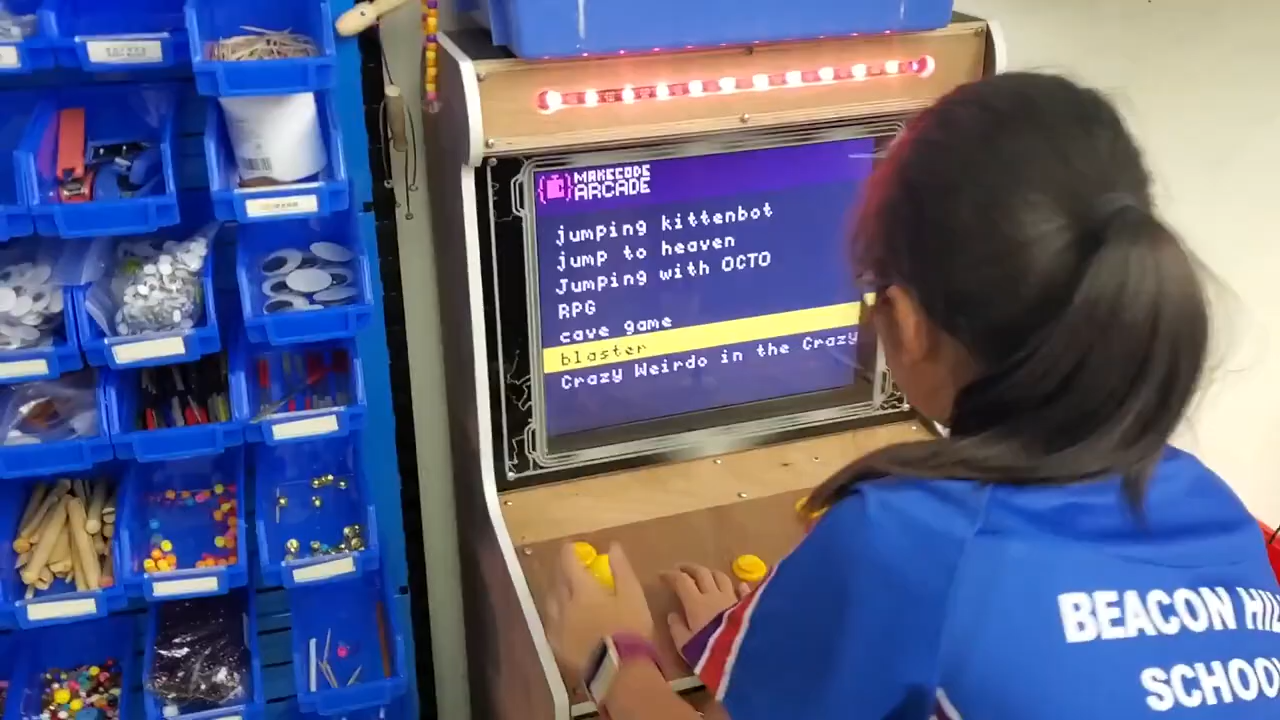 MAKECODE
ARCADE
jumping kittenbot
jump to heaven
Jumping with OCTO
RPG
cave game
blaster
Crazy Weirdo in the Crazy
BEACON HIL
SCHOO